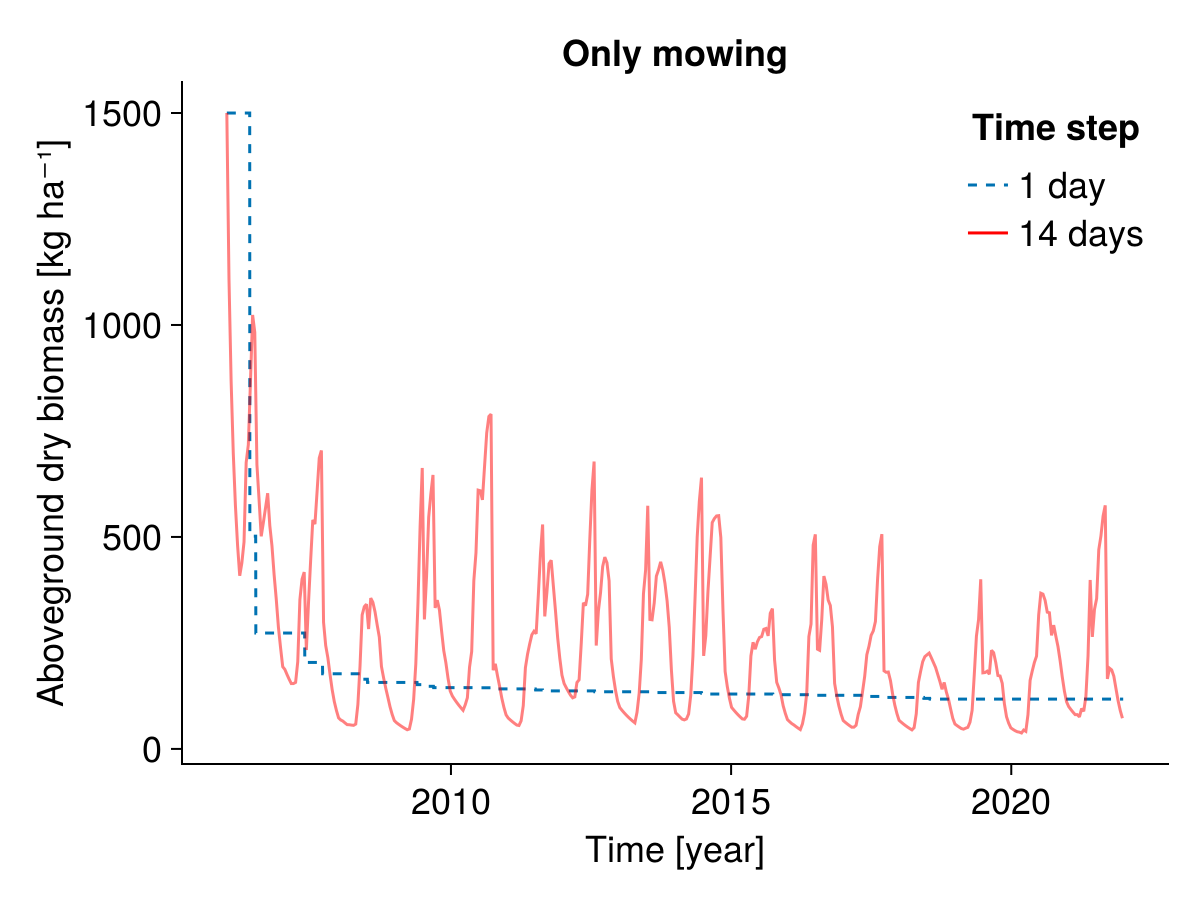 Only mowing
Aboveground dry biomass [kg ha⁻¹]
1500
1000
500
0
Time step
1 day
14 days
2010
2015
2020
Time [year]